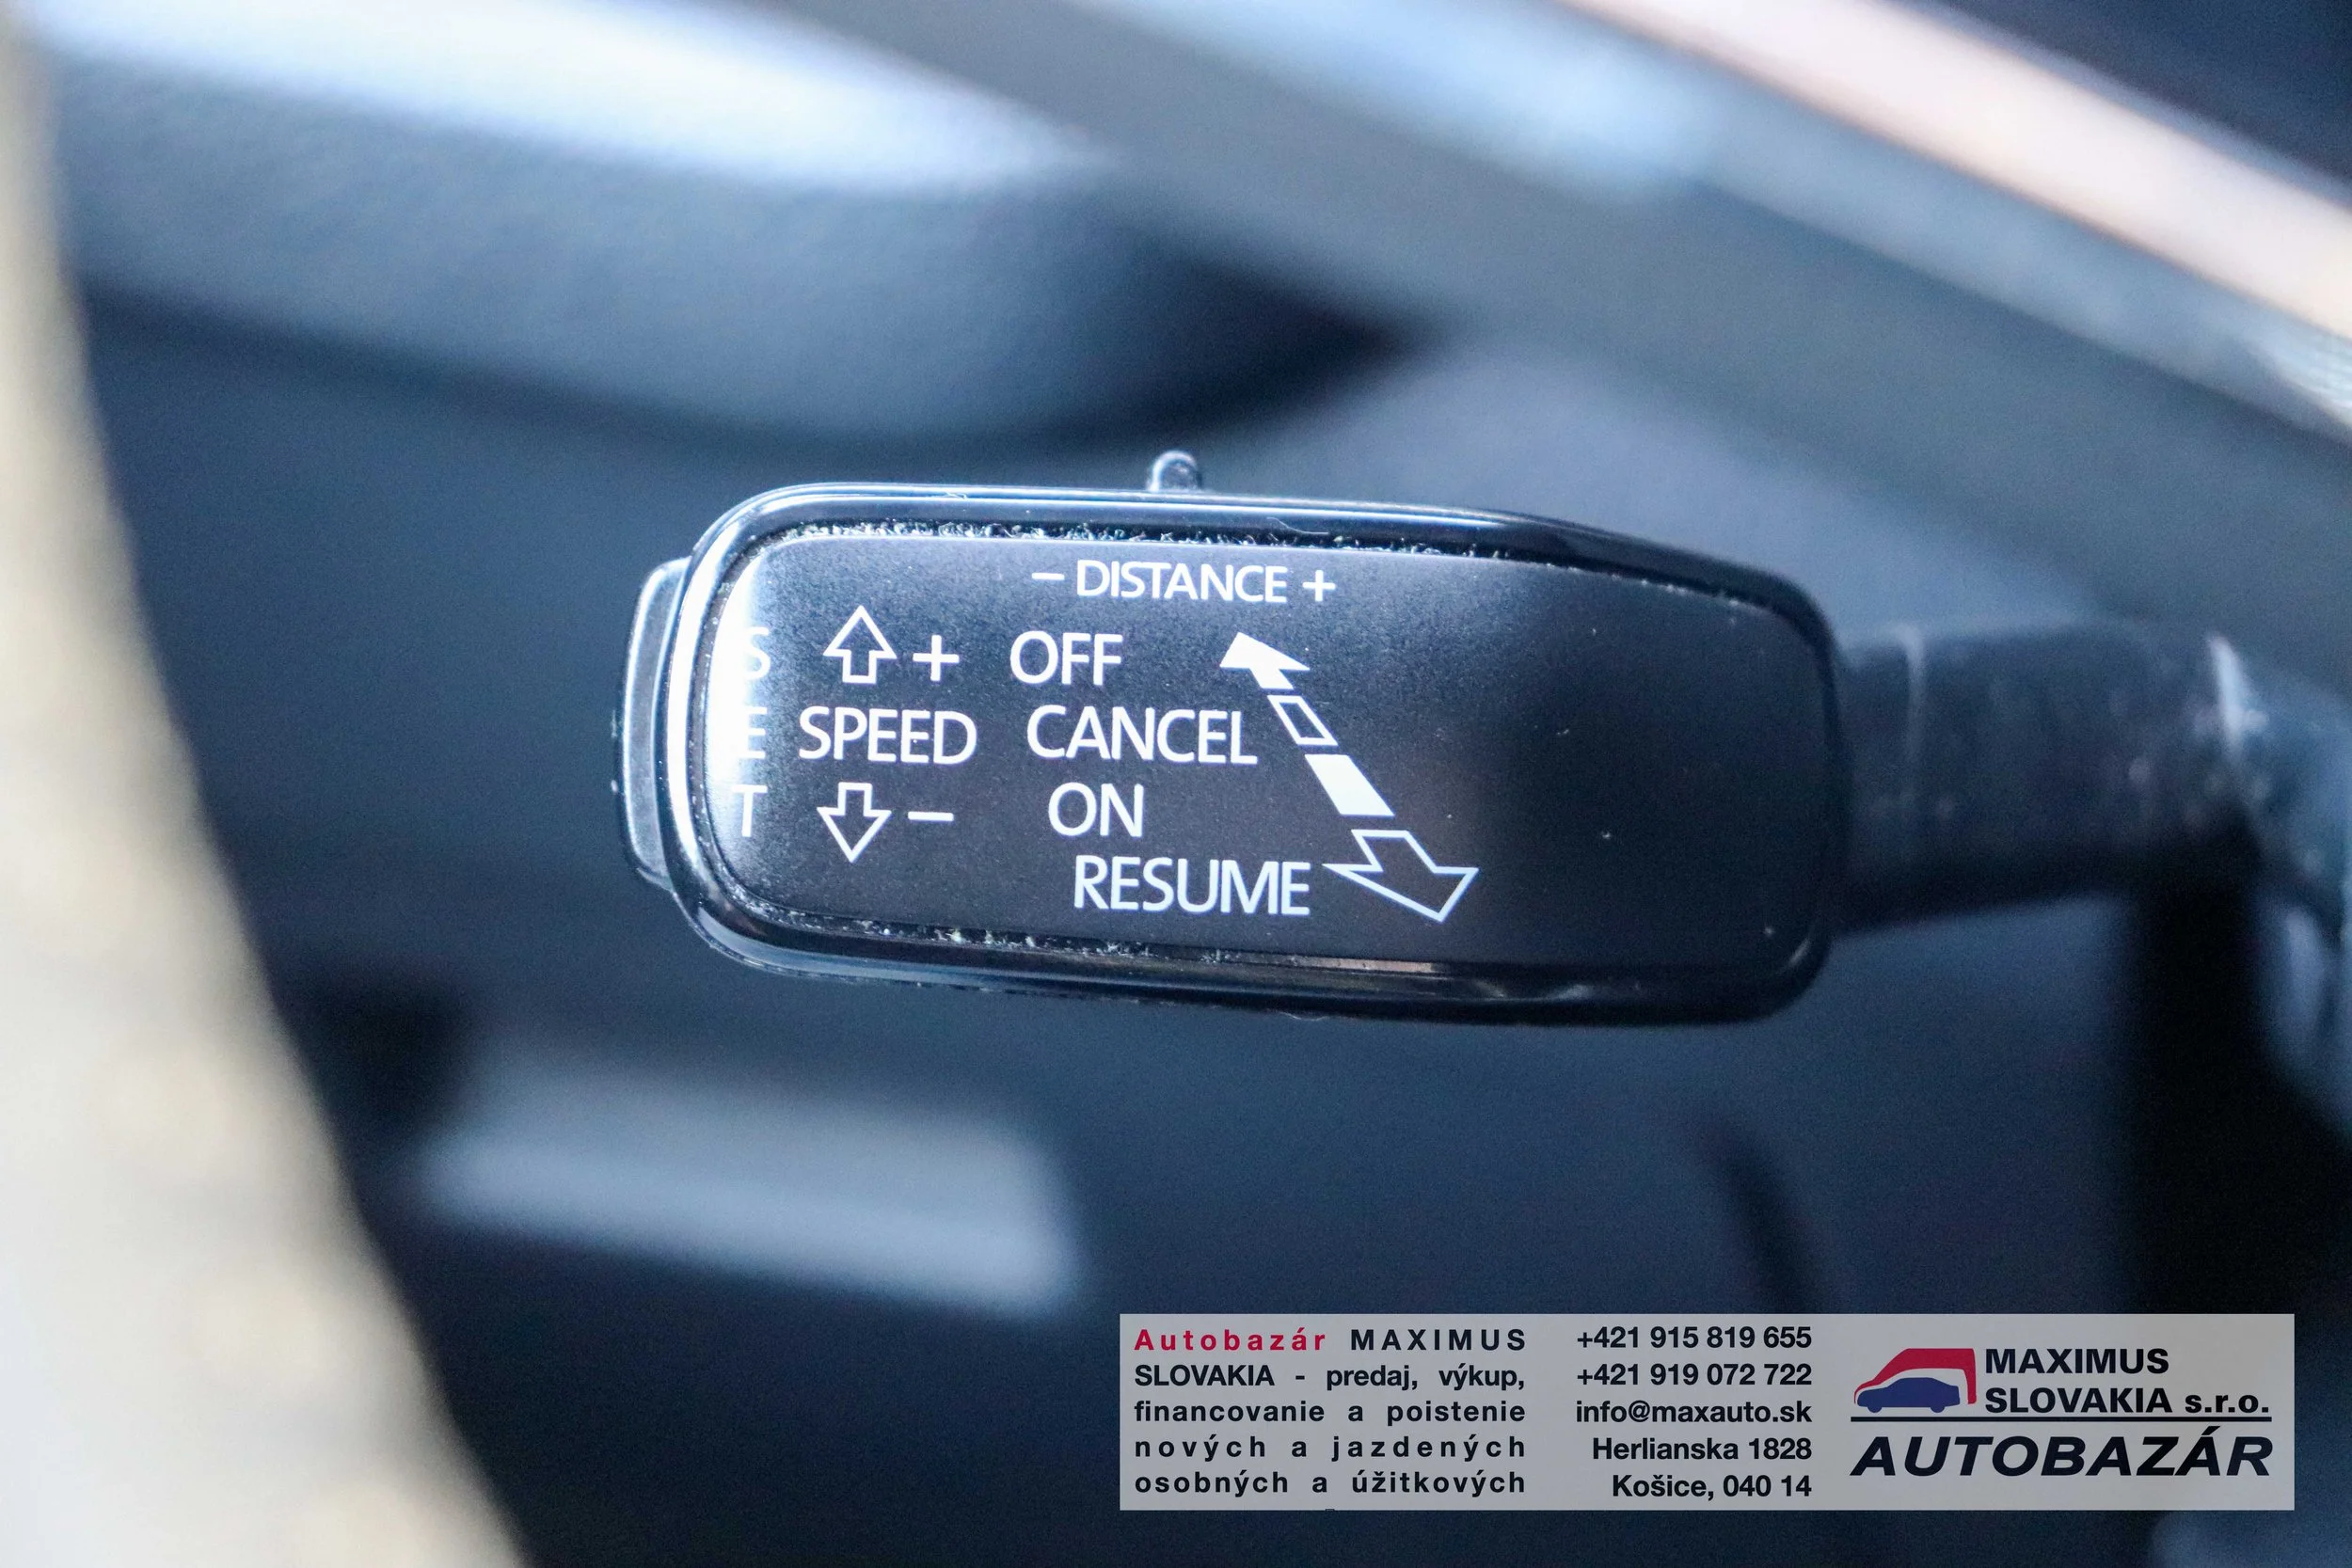 – DISTANCE +
S + OFF
E SPEED CANCEL
T – ON
RESUME
Autobazár MAXIMUS
SLOVAKIA - predaj, výkup,
financovanie a poistenie
nových a jazdených
osobných a úžitkových
+421 915 819 655
+421 919 072 722
info@maxauto.sk
Herlianska 1828
Košice, 040 14
MAXIMUS
SLOVAKIA s.r.o.
AUTOBAZÁR